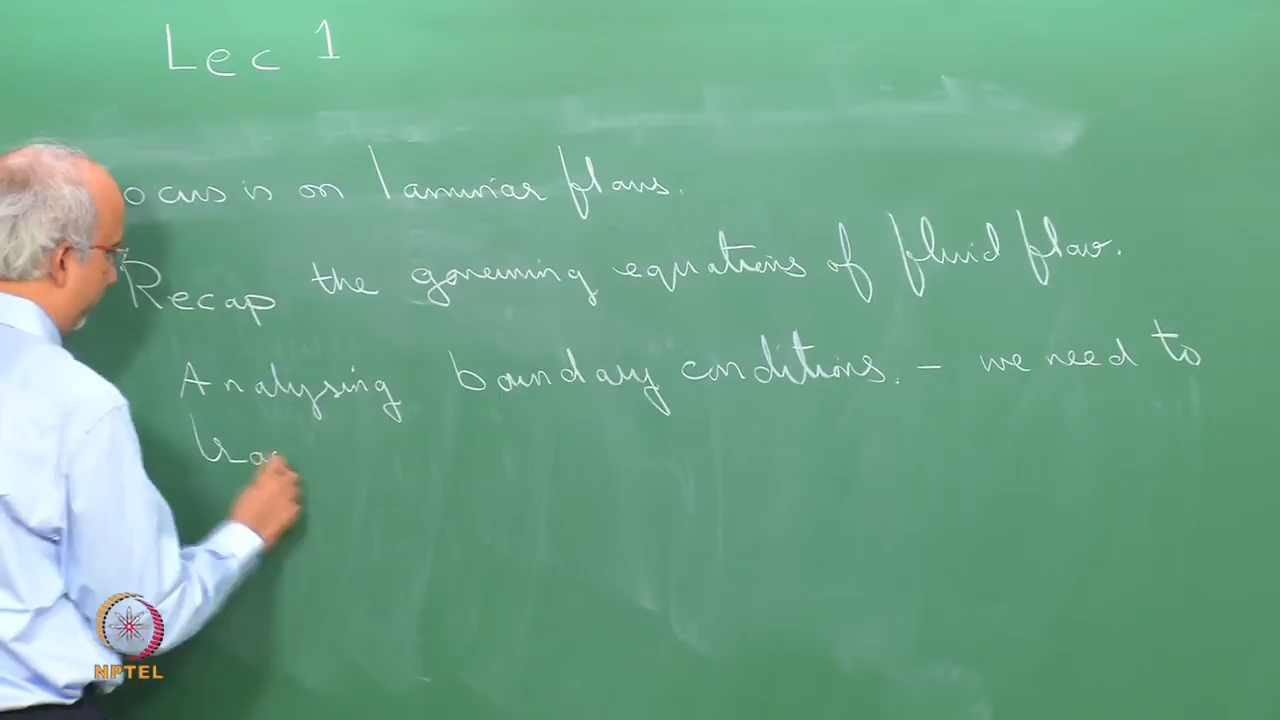 Lec 1
ocus is on laminar flows.
Recap the governing equations of fluid flow.
Analysing boundary conditions. - we need to
NPTEL